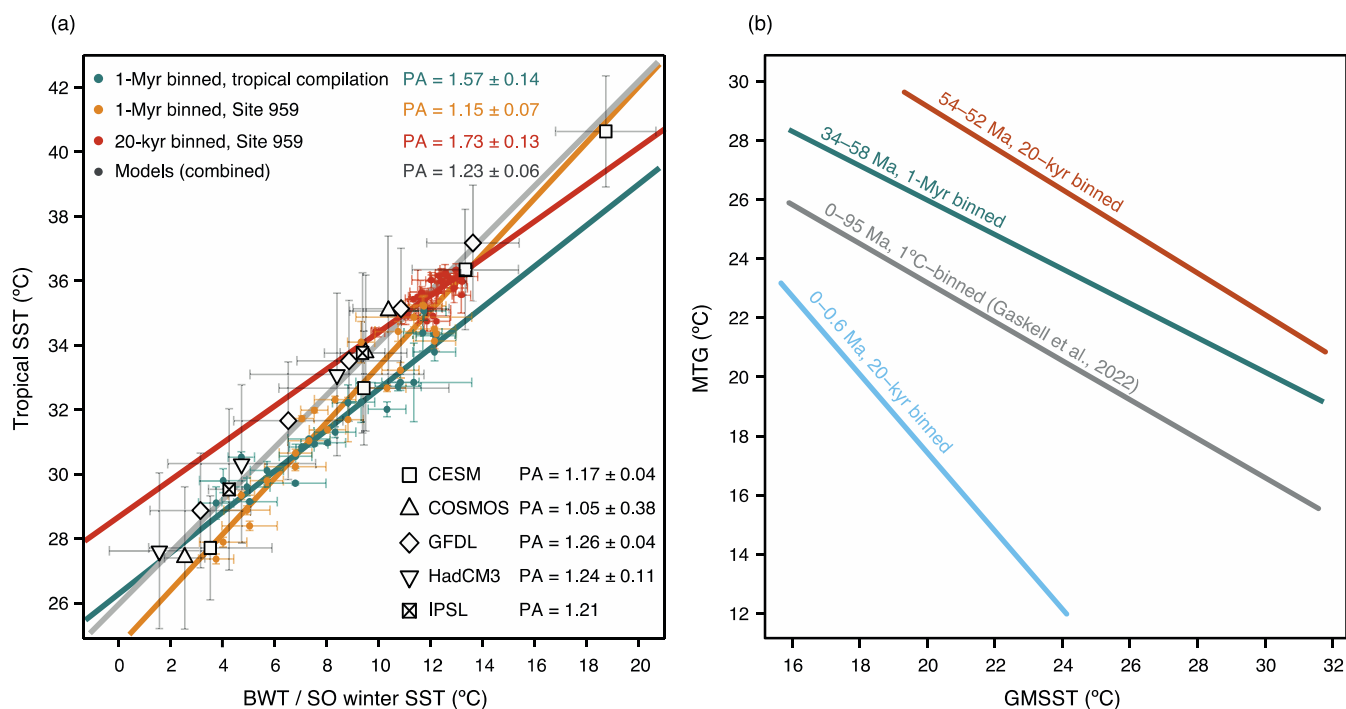 (a)
1-Myr binned, tropical compilation PA = 1.57 ± 0.14
1-Myr binned, Site 959 PA = 1.15 ± 0.07
20-kyr binned, Site 959 PA = 1.73 ± 0.13
Models (combined) PA = 1.23 ± 0.06
CESM PA = 1.17 ± 0.04
COSMOS PA = 1.05 ± 0.38
GFDL PA = 1.26 ± 0.04
HadCM3 PA = 1.24 ± 0.11
IPSL PA = 1.21
Tropical SST (ºC)
42
40
38
36
34
32
30
28
26
0 2 4 6 8 10 12 14 16 18 20
BWT / SO winter SST (ºC)
(b)
54–52 Ma, 20–kyr binned
34–58 Ma, 1-Myr binned
0–95 Ma, 1ºC–binned (Gaskell et al., 2022)
0–0.6 Ma, 20-kyr binned
MTG (°C)
30
28
26
24
22
20
18
16
14
12
16 18 20 22 24 26 28 30 32
GMSST (°C)